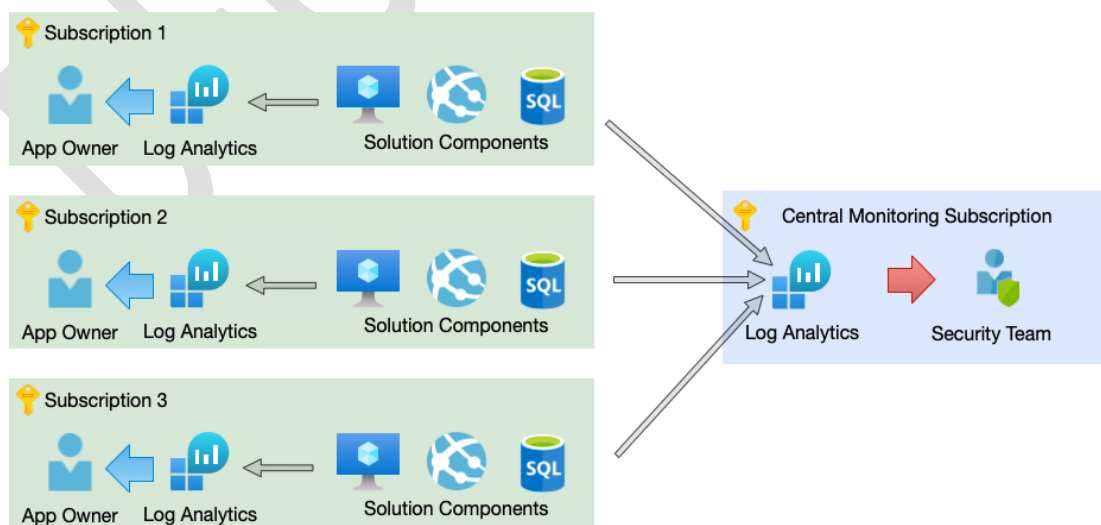 Subscription 1
App Owner
Log Analytics
Solution Components
SQL
Subscription 2
App Owner
Log Analytics
Solution Components
SQL
Subscription 3
App Owner
Log Analytics
Solution Components
SQL
Central Monitoring Subscription
Log Analytics
Security Team